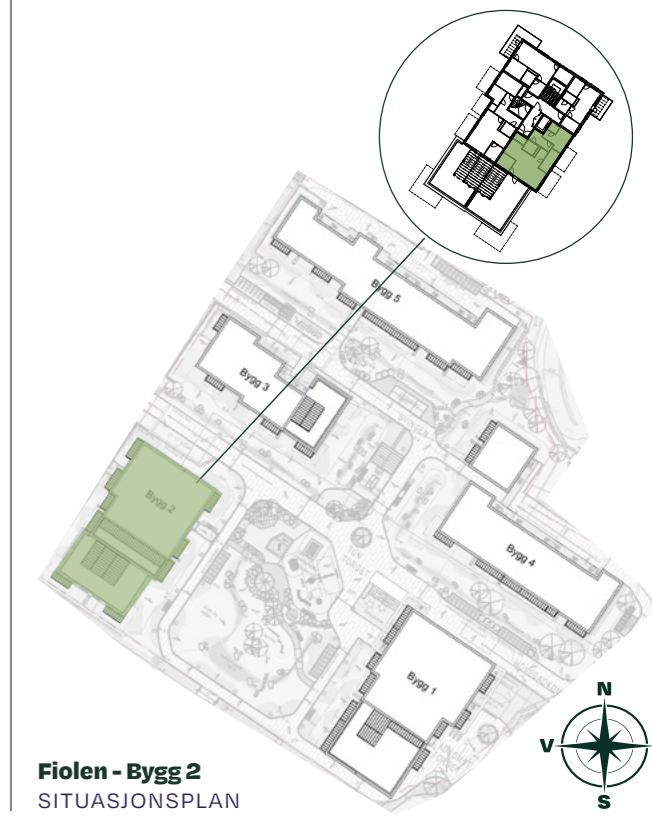 Bygg 5
Bygg 3
Bygg 2
Bygg 4
Bygg 1
N
V
S
Fiolen - Bygg 2
SITUASJONSPLAN